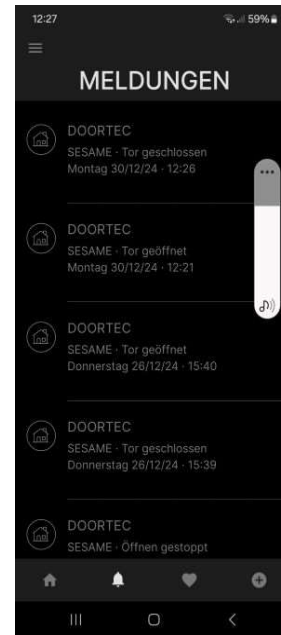 12:27
59%
MELDUNGEN
DOORTEC
SESAME · Tor geschlossen
Montag 30/12/24 · 12:26
DOORTEC
SESAME · Tor geöffnet
Montag 30/12/24 · 12:21
DOORTEC
SESAME · Tor geöffnet
Donnerstag 26/12/24 · 15:40
DOORTEC
SESAME · Tor geschlossen
Donnerstag 26/12/24 · 15:39
DOORTEC
SESAME · Öffnen gestoppt